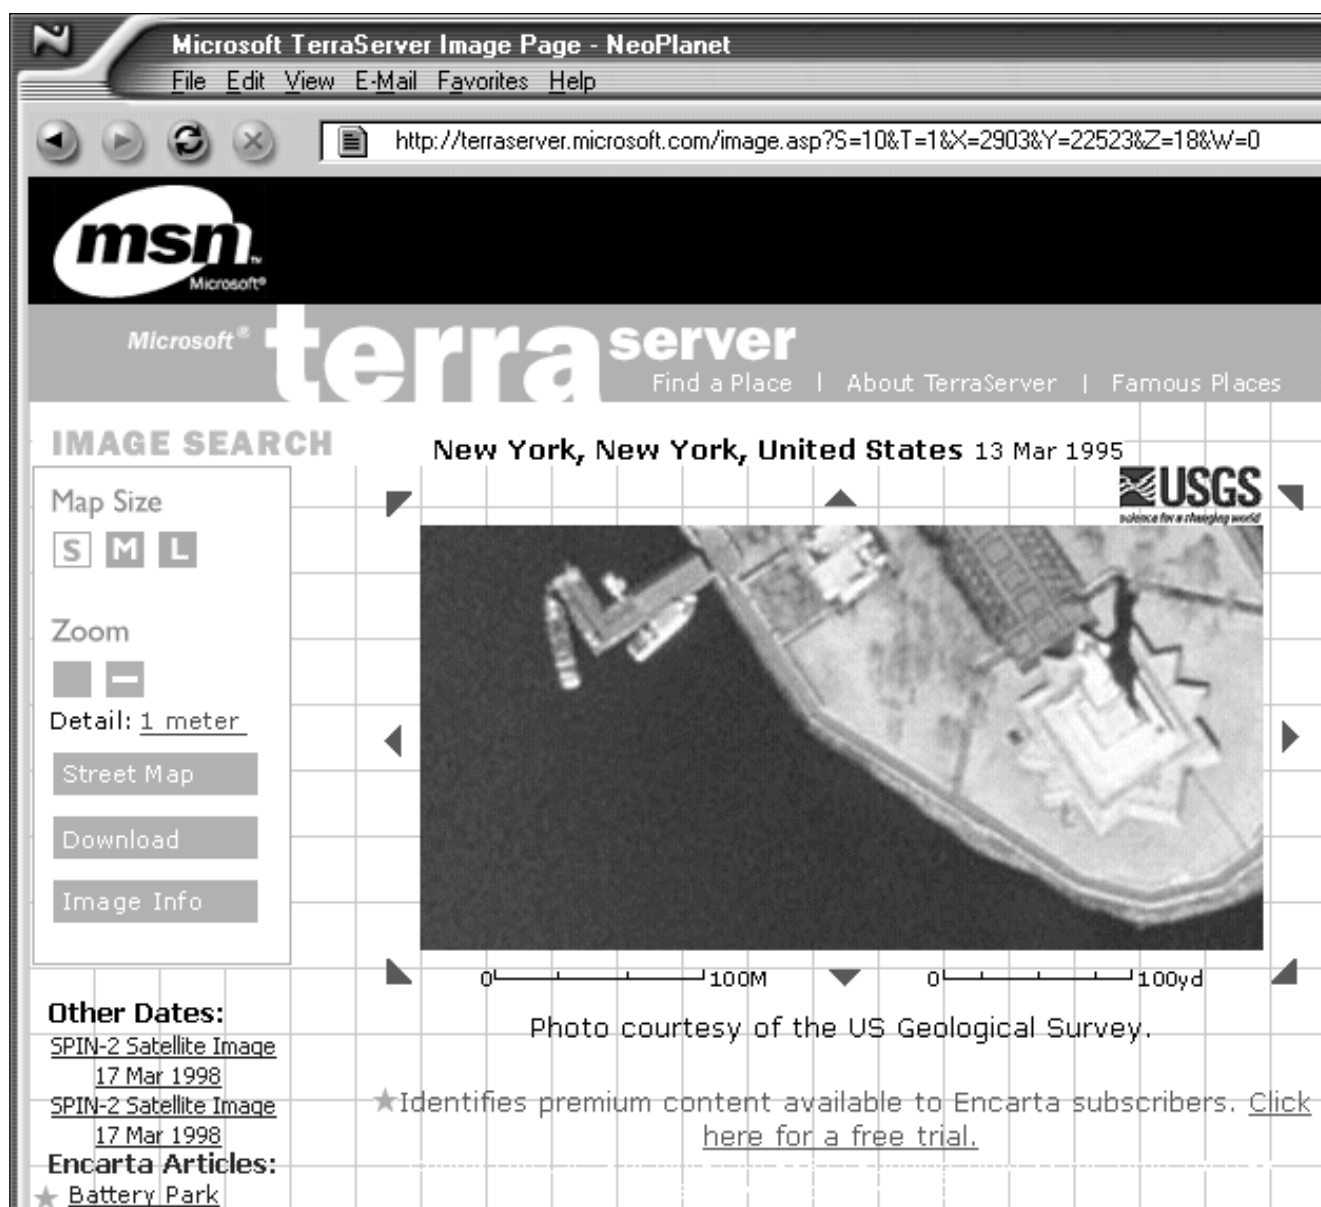 Microsoft TerraServer Image Page - NeoPlanet
File Edit View E-Mail Favorites Help
http://terraserver.microsoft.com/image.asp?S=10&T=1&X=2903&Y=22523&Z=18&W=0
msn™
Microsoft®
Microsoft® terra server
Find a Place | About TerraServer | Famous Places
IMAGE SEARCH
New York, New York, United States 13 Mar 1995
USGS
science for a changing world
Map Size
S M L
Zoom
Detail: 1 meter
Street Map
Download
Image Info
0 100M 0 100yd
Photo courtesy of the US Geological Survey.
Other Dates:
SPIN-2 Satellite Image
17 Mar 1998
SPIN-2 Satellite Image
17 Mar 1998
Encarta Articles:
Battery Park
Identifies premium content available to Encarta subscribers. Click
here for a free trial.